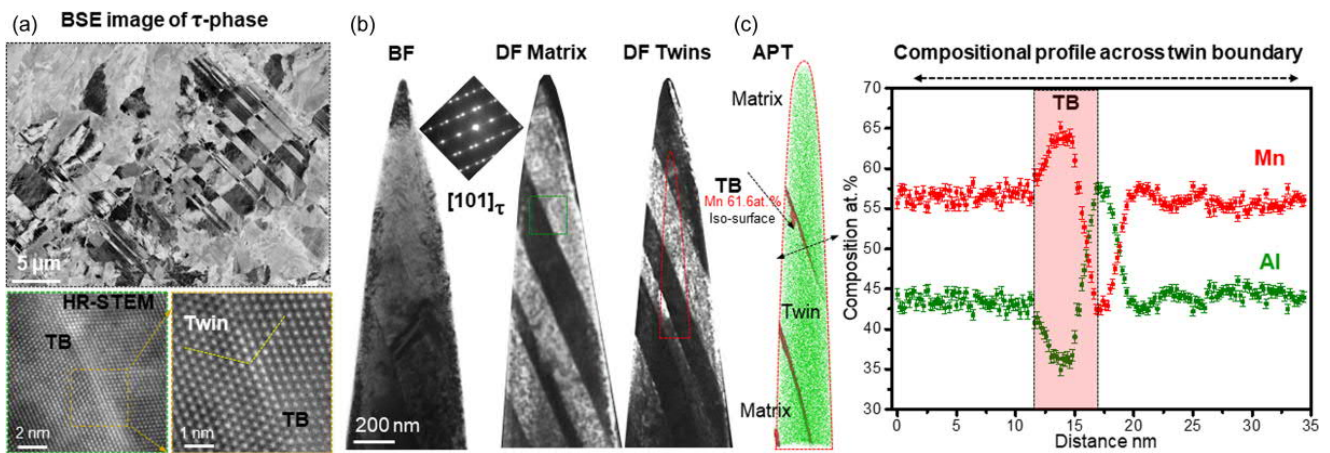 (a)
BSE image of τ-phase
5 μm
HR-STEM
TB
2 nm
Twin
TB
1 nm
(b)
BF
DF Matrix
DF Twins
[101]τ
200 nm
(c)
APT
Matrix
TB
Mn 61.6at.%
Iso-surface
Twin
Matrix
Compositional profile across twin boundary
TB
Mn
Al
Composition at.%
70
65
60
55
50
45
40
35
30
0 5 10 15 20 25 30 35
Distance nm